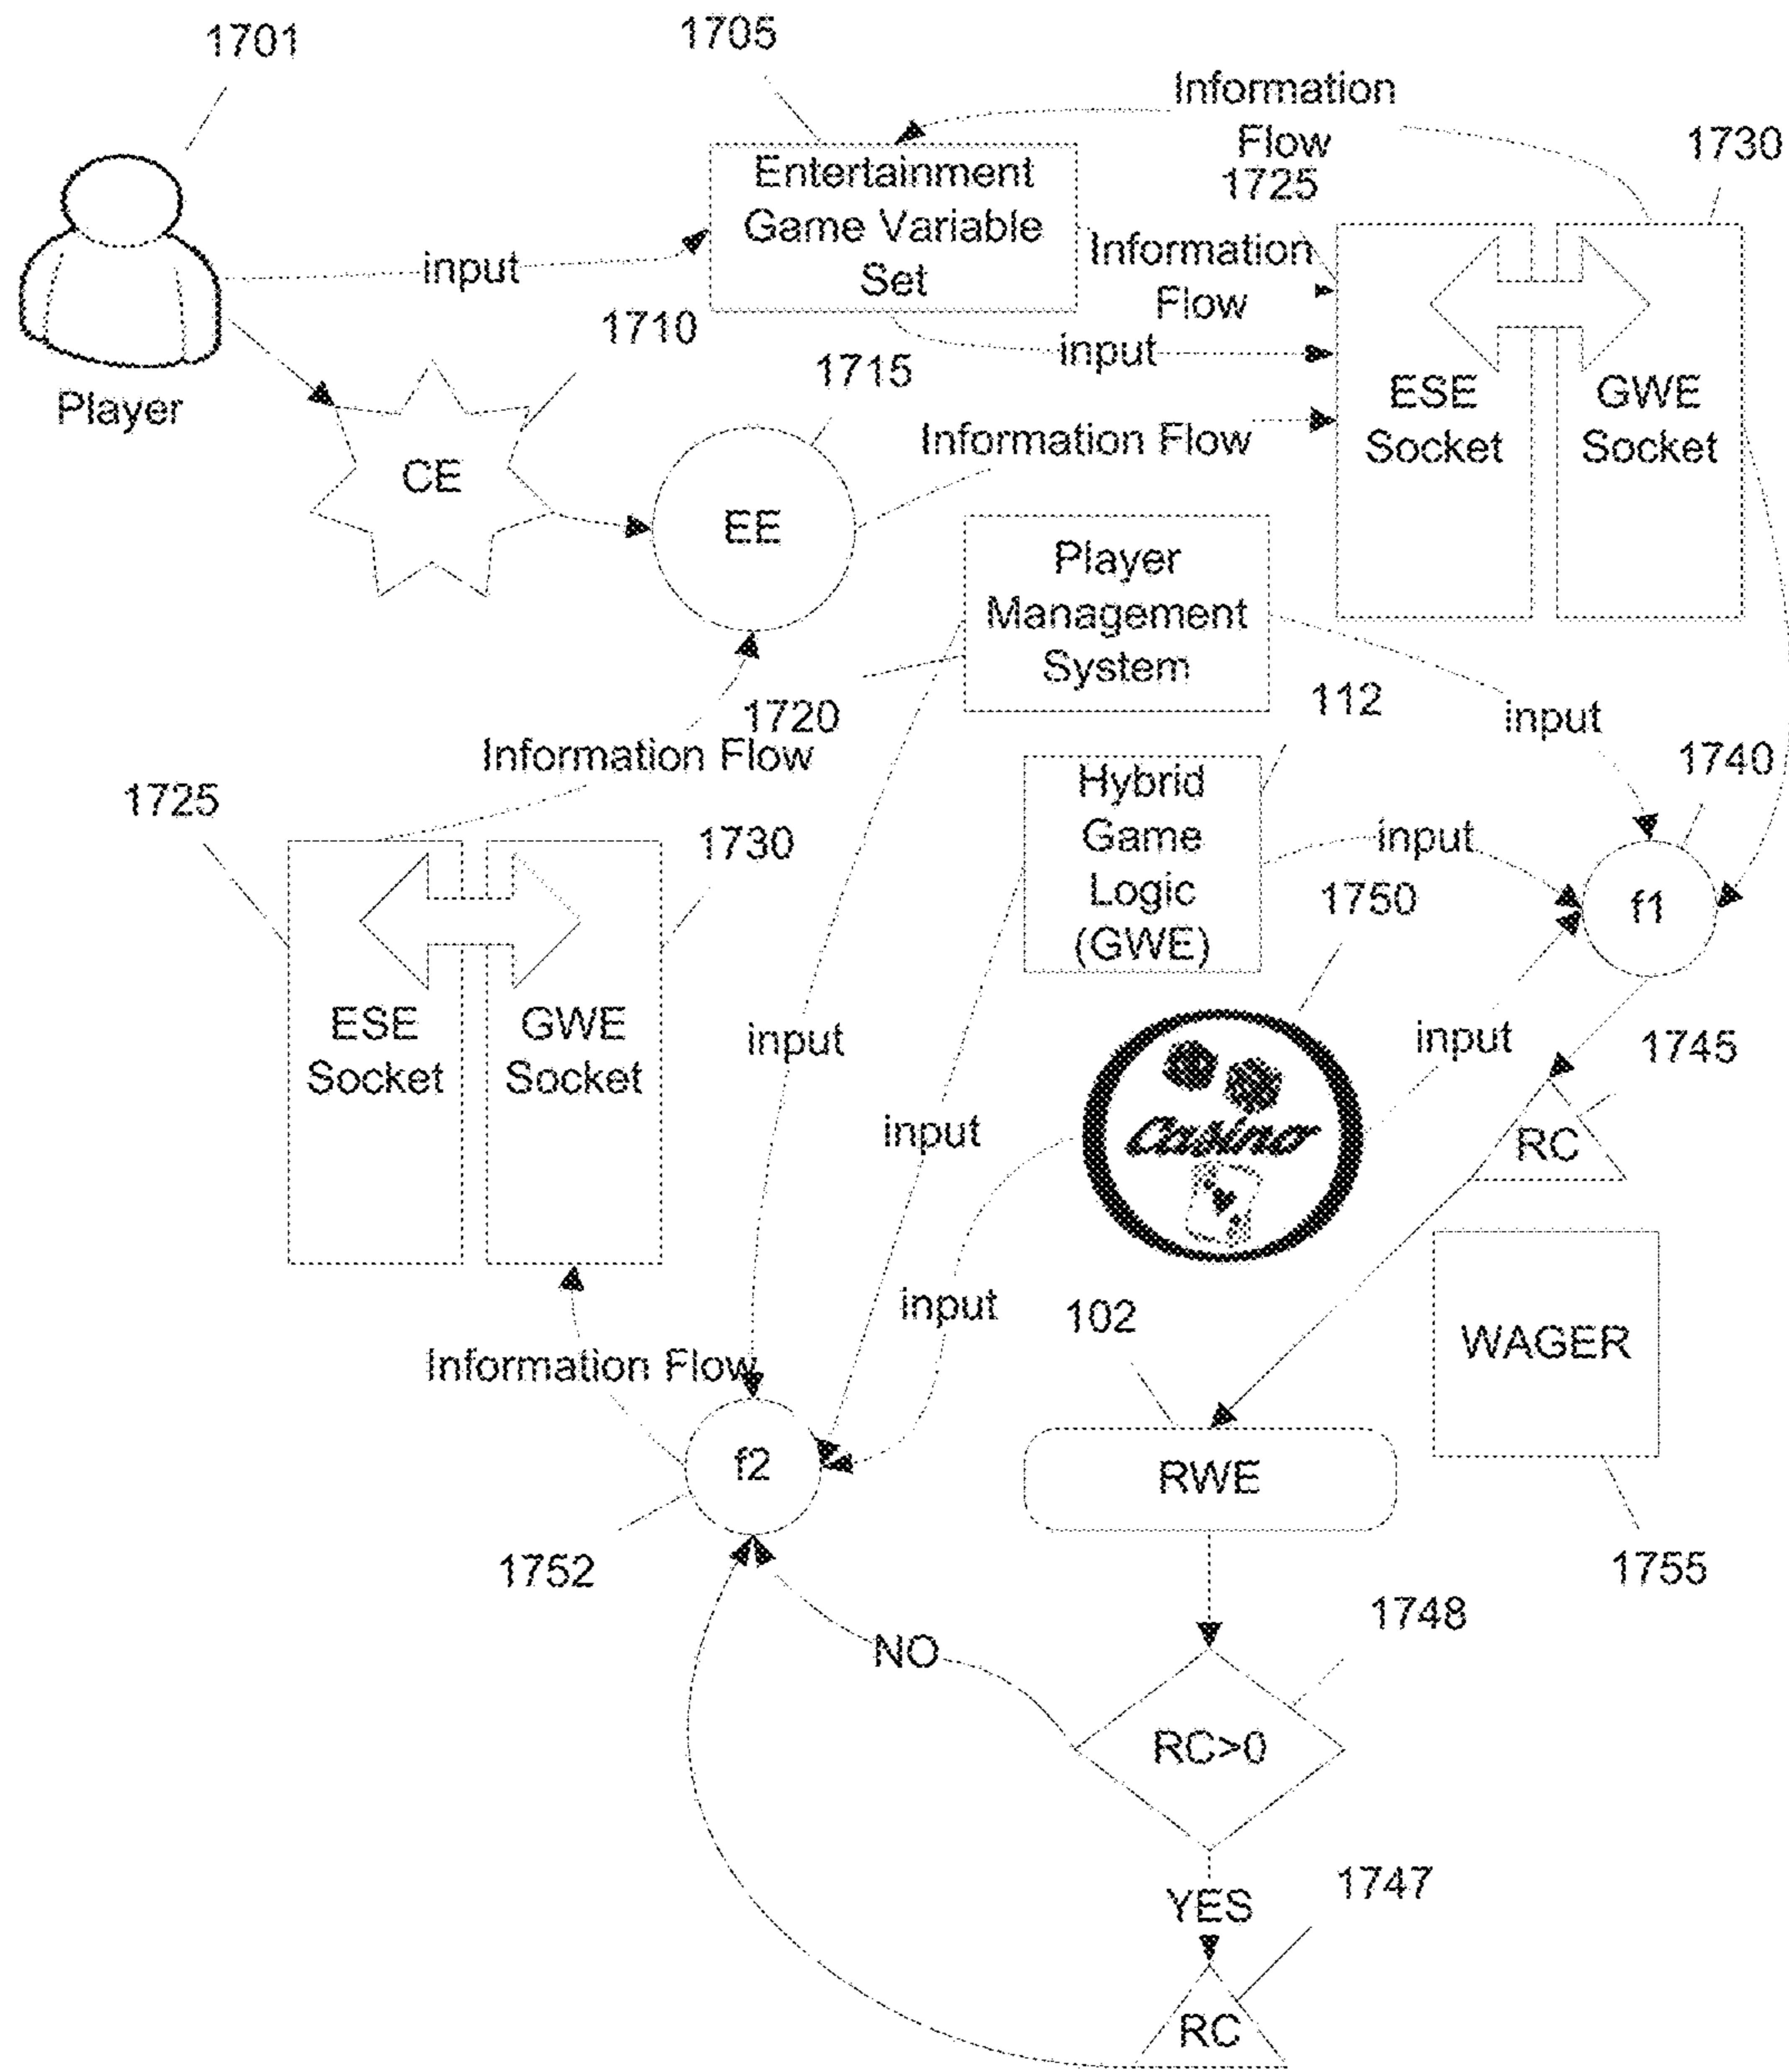 1701
1705
Information
Flow
1725
1730
Entertainment
Game Variable
Set
input
Information
Flow
input
1710
1715
Player
CE
Information Flow
ESE
Socket
GWE
Socket
EE
Player
Management
System
1720
112
input
Information Flow
1740
1725
1730
Hybrid
Game
Logic
(GWE)
input
1750
f1
ESE
Socket
GWE
Socket
input
input
1745
Casino
RC
input
input
102
WAGER
Information Flow
f2
RWE
1752
1755
1748
NO
RC>0
YES
1747
RC